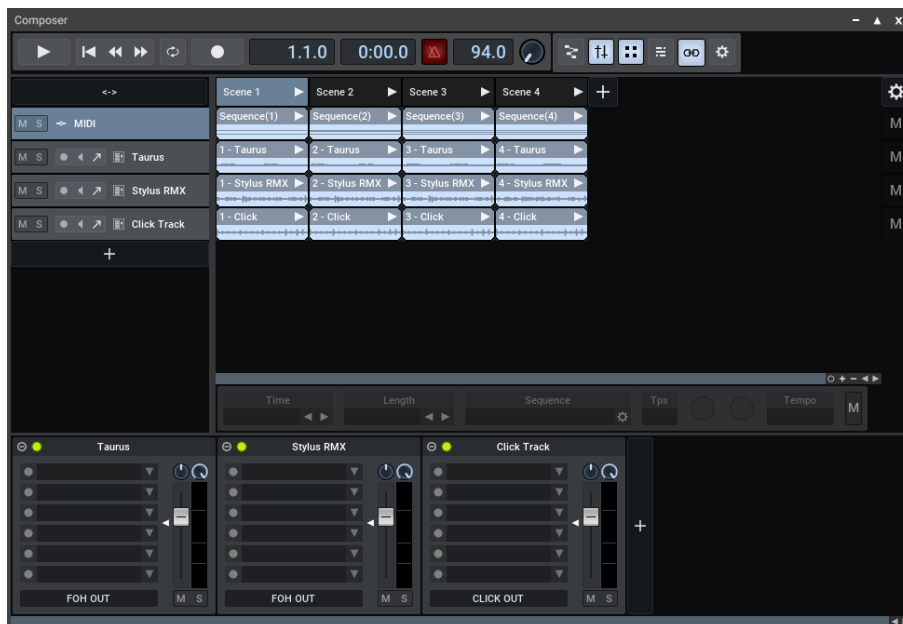 Composer
1.1.0 0:00.0 94.0
<->
Scene 1 Scene 2 Scene 3 Scene 4
M S MIDI
Sequence(1) Sequence(2) Sequence(3) Sequence(4)
M
M S Taurus
1 - Taurus 2 - Taurus 3 - Taurus 4 - Taurus
M
M S Stylus RMX
1 - Stylus RMX 2 - Stylus RMX 3 - Stylus RMX 4 - Stylus RMX
M
M S Click Track
1 - Click 2 - Click 3 - Click 4 - Click
M
Time Length Sequence Tps Tempo
M
Taurus Stylus RMX Click Track
FOH OUT M S FOH OUT M S CLICK OUT M S